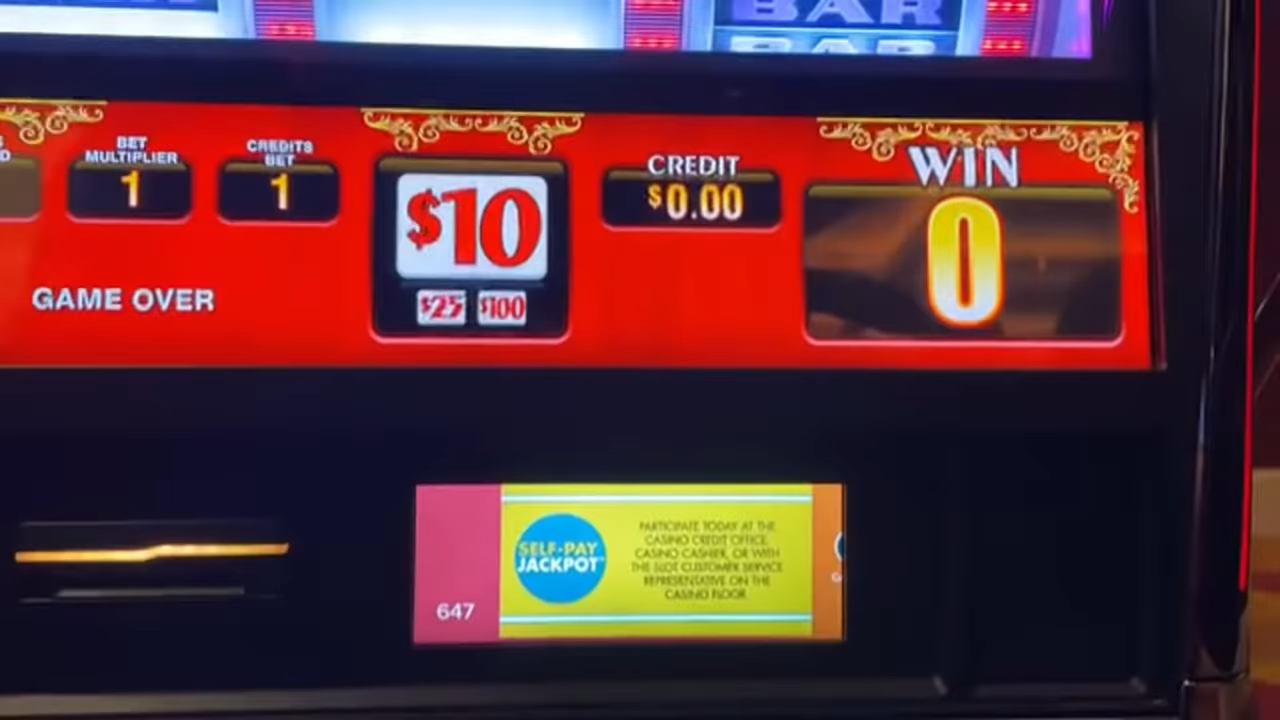 BAR
BAR
BET
MULTIPLIER
1
CREDITS
BET
1
$10
$25 $100
CREDIT
$0.00
WIN
0
GAME OVER
647
SELF-PAY
JACKPOT
PARTICIPATE TODAY AT THE
CASINO CREDIT OFFICE,
CASINO CASHIER, OR WITH
THE SLOT CUSTOMER SERVICE
REPRESENTATIVE ON THE
CASINO FLOOR